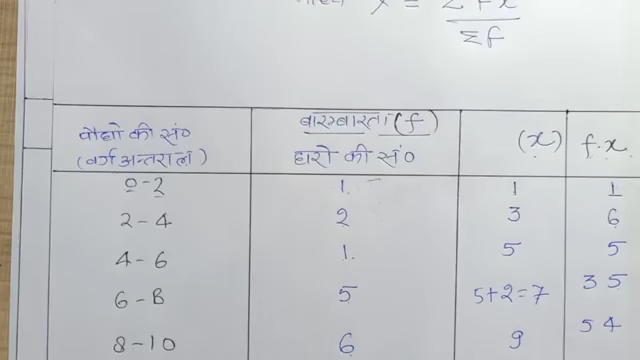 x̄ = Σfx
Σf
पौधों की सं० बारम्बारता (f) (x) f.x
(वर्ग अन्तराल) घरों की सं०
0-2 1. 1 1
2-4 2 3 6
4-6 1. 5 5
6-8 5 5+2=7 35
8-10 6 9 54